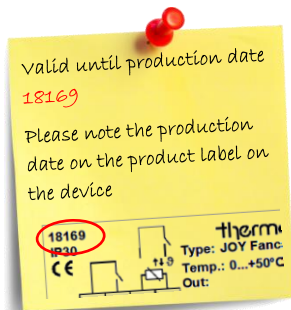 Valid until production date
18169
Please note the production
date on the product label on
the device
18169
IP30
CE
thermo
Type: JOY Fanc
Temp.: 0...+50°C
Out: